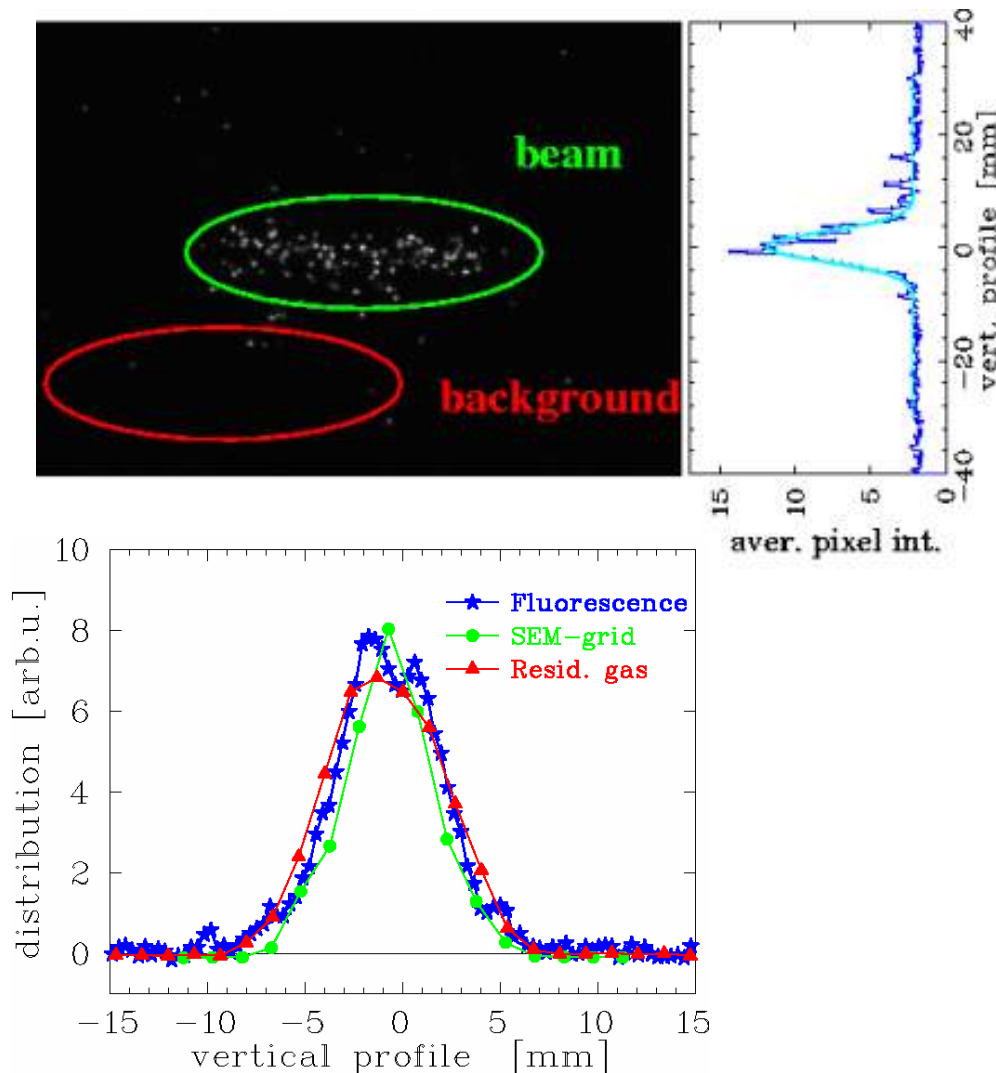 beam
background
40
20
0
−20
−40
vert. profile [mm]
15 10 5 0
aver. pixel int.
10
8
6
4
2
0
distribution [arb.u.]
Fluorescence
SEM-grid
Resid. gas
−15 −10 −5 0 5 10 15
vertical profile [mm]